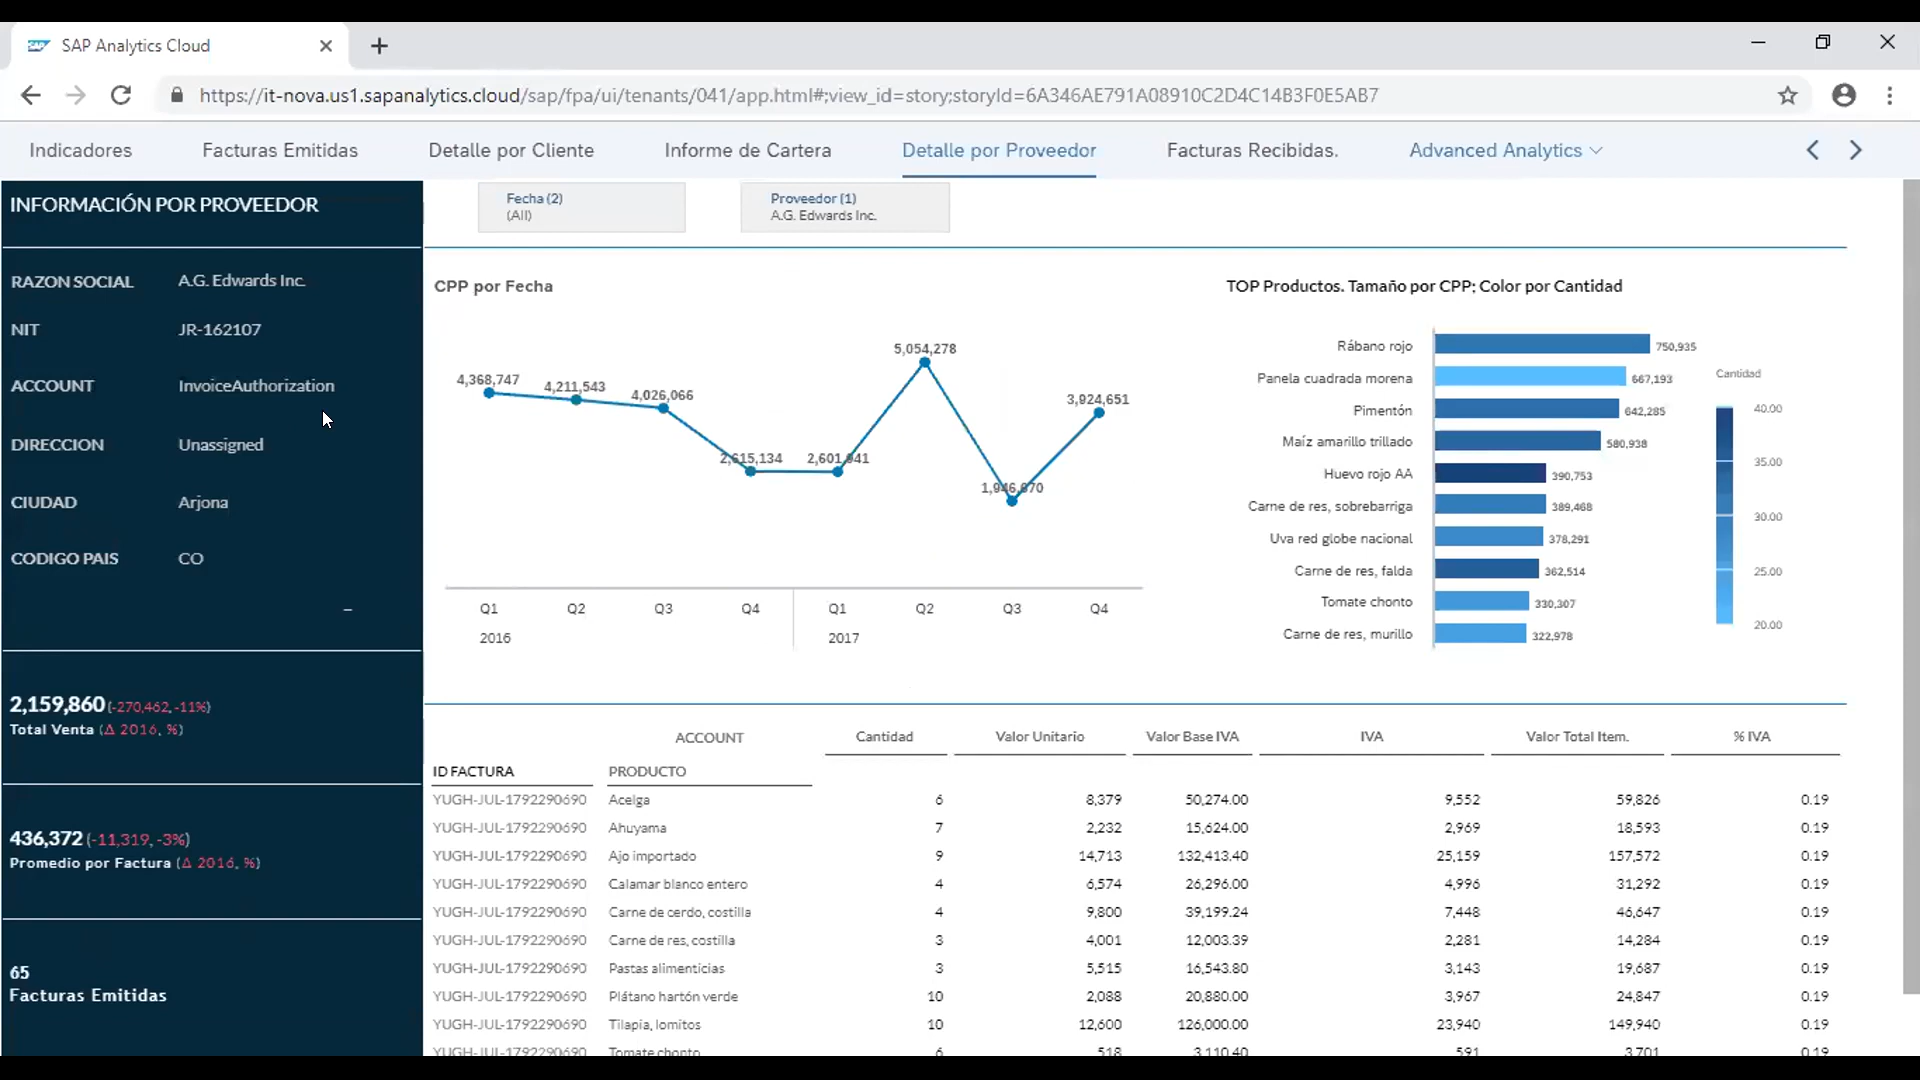 SAP Analytics Cloud
https://it-nova.us1.sapanalytics.cloud/sap/fpa/ui/tenants/041/app.html#;view_id=story;storyId=6A346AE791A08910C2D4C14B3F0E5AB7
Indicadores Facturas Emitidas Detalle por Cliente Informe de Cartera Detalle por Proveedor Facturas Recibidas. Advanced Analytics
INFORMACIÓN POR PROVEEDOR
RAZON SOCIAL A.G. Edwards Inc.
NIT JR-162107
ACCOUNT InvoiceAuthorization
DIRECCION Unassigned
CIUDAD Arjona
CODIGO PAIS CO
–
2,159,860 (-270,462, -11%)
Total Venta (Δ 2016, %)
436,372 (-11,319, -3%)
Promedio por Factura (Δ 2016, %)
65
Facturas Emitidas
Fecha (2)
(All)
Proveedor (1)
A.G. Edwards Inc.
CPP por Fecha
4,368,747 4,211,543 4,026,066 2,615,134 2,601,941 5,054,278 3,924,651
Q1 Q2 Q3 Q4 Q1 Q2 Q3 Q4
2016 2017
TOP Productos. Tamaño por CPP; Color por Cantidad
Rábano rojo 750,935
Panela cuadrada morena 667,193
Pimentón 642,285
Maíz amarillo trillado 580,938
Huevo rojo AA 390,753
Carne de res, sobrebarriga 389,468
Uva red globe nacional 378,291
Carne de res, falda 362,514
Tomate chonto 330,307
Carne de res, murillo 322,978
Cantidad
40.00
35.00
30.00
25.00
20.00
ACCOUNT Cantidad Valor Unitario Valor Base IVA IVA Valor Total Item. % IVA
ID FACTURA PRODUCTO
YUGH-JUL-1792290690 Acelga 6 8,379 50,274.00 9,552 59,826 0.19
YUGH-JUL-1792290690 Ahuyama 7 2,232 15,624.00 2,969 18,593 0.19
YUGH-JUL-1792290690 Ajo importado 9 14,713 132,413.40 25,159 157,572 0.19
YUGH-JUL-1792290690 Calamar blanco entero 4 6,574 26,296.00 4,996 31,292 0.19
YUGH-JUL-1792290690 Carne de cerdo, costilla 4 9,800 39,199.24 7,448 46,647 0.19
YUGH-JUL-1792290690 Carne de res, costilla 3 4,001 12,003.39 2,281 14,284 0.19
YUGH-JUL-1792290690 Pastas alimenticias 3 5,515 16,543.80 3,143 19,687 0.19
YUGH-JUL-1792290690 Plátano hartón verde 10 2,088 20,880.00 3,967 24,847 0.19
YUGH-JUL-1792290690 Tilapia, lomitos 10 12,600 126,000.00 23,940 149,940 0.19
YUGH-JUL-1792290690 Tomate chonto 6 518 3,110.40 591 3,701 0.19